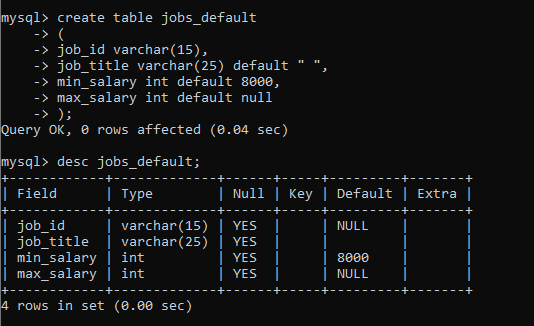 mysql> create table jobs_default
    -> (
    -> job_id varchar(15),
    -> job_title varchar(25) default " ",
    -> min_salary int default 8000,
    -> max_salary int default null
    -> );
Query OK, 0 rows affected (0.04 sec)

mysql> desc jobs_default;
+------------+-------------+------+-----+---------+-------+
| Field      | Type        | Null | Key | Default | Extra |
+------------+-------------+------+-----+---------+-------+
| job_id     | varchar(15) | YES  |     | NULL    |       |
| job_title  | varchar(25) | YES  |     |         |       |
| min_salary | int         | YES  |     | 8000    |       |
| max_salary | int         | YES  |     | NULL    |       |
+------------+-------------+------+-----+---------+-------+
4 rows in set (0.00 sec)